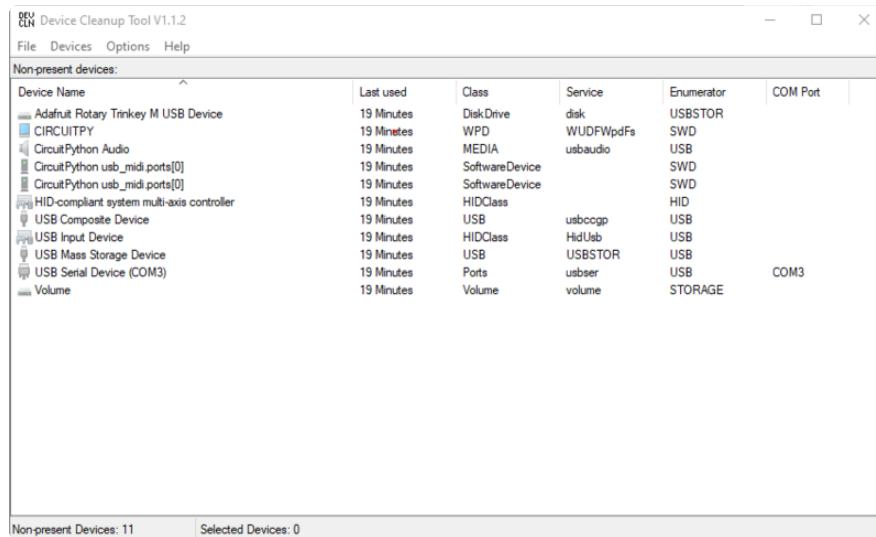 DEV CLN Device Cleanup Tool V1.1.2
File Devices Options Help
Non-present devices:
Device Name Last used Class Service Enumerator COM Port
Adafruit Rotary Trinkey M USB Device 19 Minutes DiskDrive disk USBSTOR
CIRCUITPY 19 Minutes WPD WUDFWpdFs SWD
CircuitPython Audio 19 Minutes MEDIA usbaudio USB
CircuitPython usb_midi.ports[0] 19 Minutes SoftwareDevice SWD
CircuitPython usb_midi.ports[0] 19 Minutes SoftwareDevice SWD
HID-compliant system multi-axis controller 19 Minutes HIDClass HID
USB Composite Device 19 Minutes USB usbccgp USB
USB Input Device 19 Minutes HIDClass HidUsb USB
USB Mass Storage Device 19 Minutes USB USBSTOR USB
USB Serial Device (COM3) 19 Minutes Ports usbser USB COM3
Volume 19 Minutes Volume volume STORAGE
Non-present Devices: 11 Selected Devices: 0